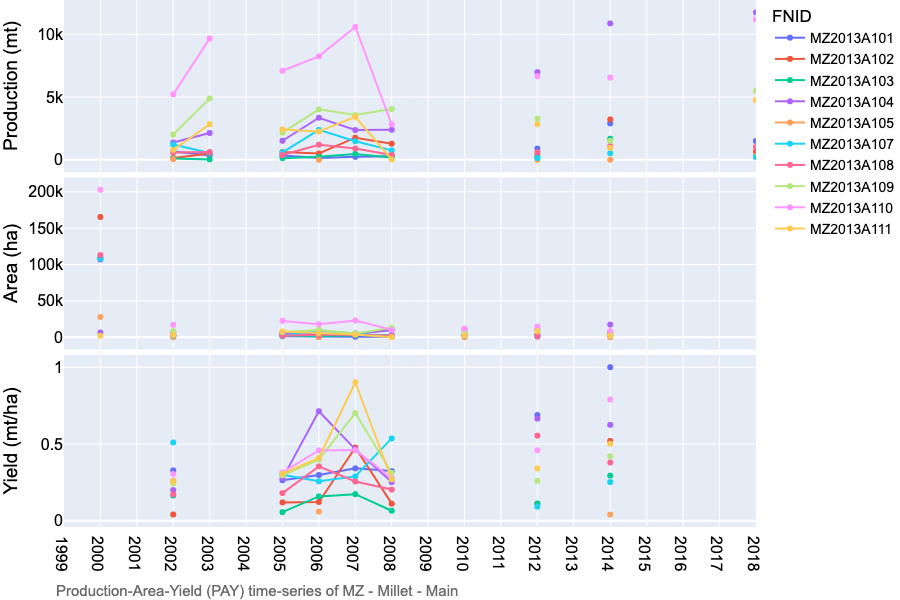 FNID
MZ2013A101
MZ2013A102
MZ2013A103
MZ2013A104
MZ2013A105
MZ2013A107
MZ2013A108
MZ2013A109
MZ2013A110
MZ2013A111
Production (mt)
10k
5k
0
Area (ha)
200k
150k
100k
50k
0
Yield (mt/ha)
1
0.5
0
1999 2000 2001 2002 2003 2004 2005 2006 2007 2008 2009 2010 2011 2012 2013 2014 2015 2016 2017 2018
Production-Area-Yield (PAY) time-series of MZ - Millet - Main